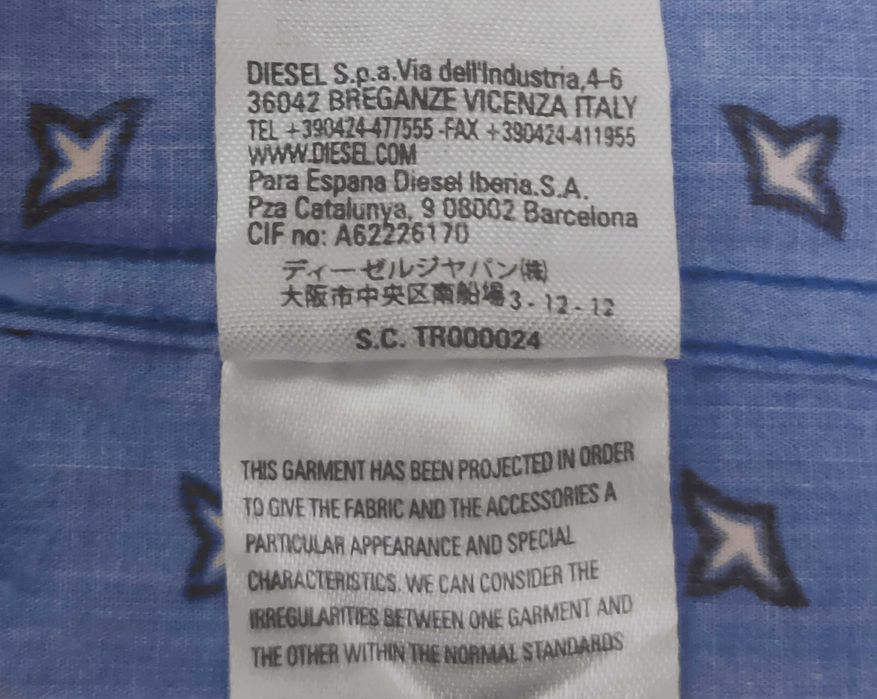 DIESEL S.p.a.Via dell'Industria,4-6
36042 BREGANZE VICENZA ITALY
TEL +390424-477555 -FAX +390424-411955
WWW.DIESEL.COM
Para Espana Diesel Iberia.S.A.
Pza Catalunya, 9 08002 Barcelona
CIF no: A62226170
ディーゼルジャパン㈱
大阪市中央区南船場3-12-12
S.C. TR000024
THIS GARMENT HAS BEEN PROJECTED IN ORDER
TO GIVE THE FABRIC AND THE ACCESSORIES A
PARTICULAR APPEARANCE AND SPECIAL
CHARACTERISTICS. WE CAN CONSIDER THE
IRREGULARITIES BETWEEN ONE GARMENT AND
THE OTHER WITHIN THE NORMAL STANDARDS